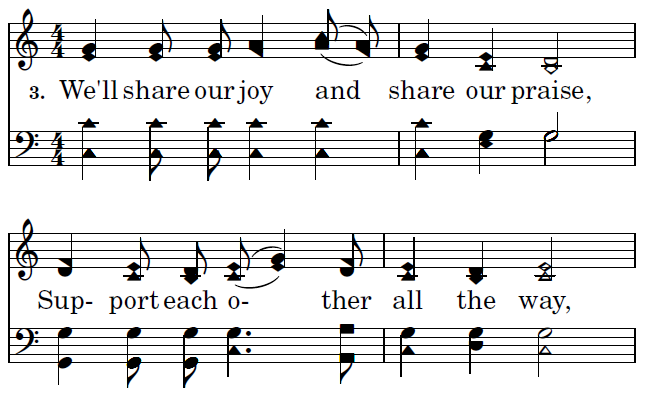 3. We'll share our joy and share our praise,
Sup- port each o- ther all the way,